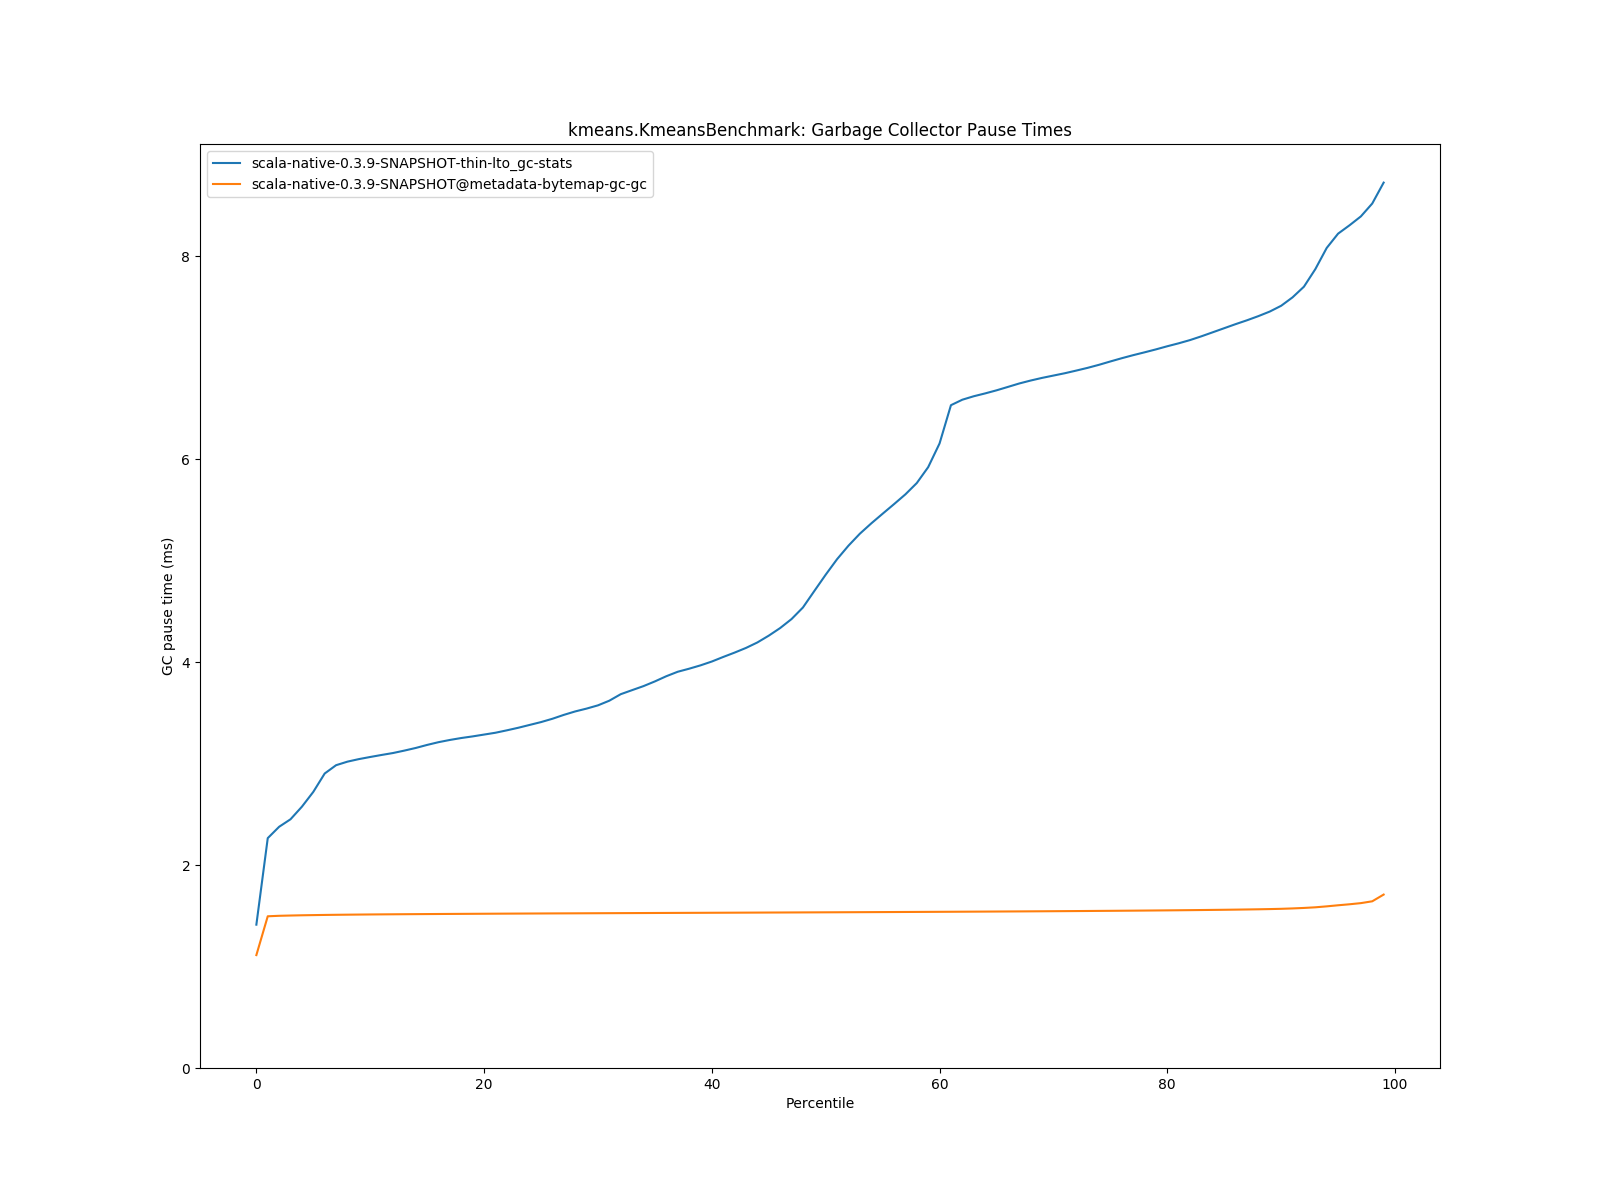 kmeans.KmeansBenchmark: Garbage Collector Pause Times
scala-native-0.3.9-SNAPSHOT-thin-lto_gc-stats
scala-native-0.3.9-SNAPSHOT@metadata-bytemap-gc-gc
8
6
4
2
0
GC pause time (ms)
0 20 40 60 80 100
Percentile